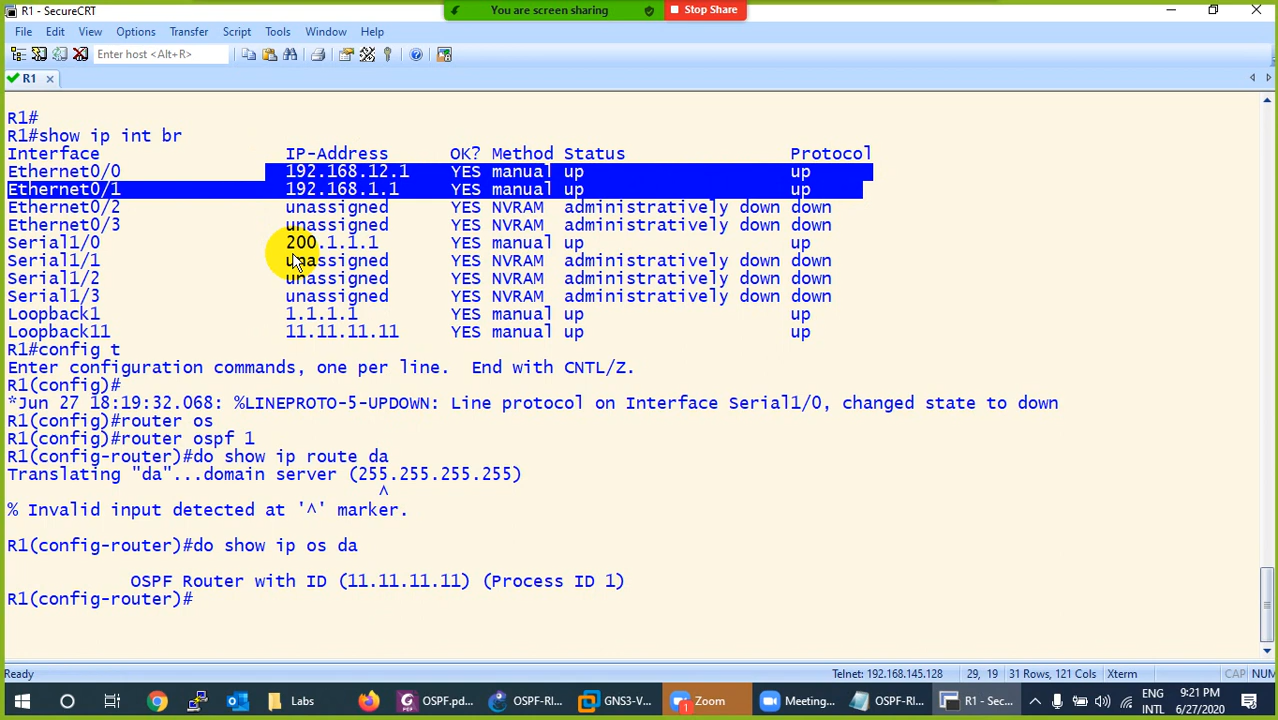 R1 - SecureCRT
You are screen sharing
Stop Share
File Edit View Options Transfer Script Tools Window Help
Enter host <Alt+R>
R1
R1#
R1#show ip int br
Interface IP-Address OK? Method Status Protocol
Ethernet0/0 192.168.12.1 YES manual up up
Ethernet0/1 192.168.1.1 YES manual up up
Ethernet0/2 unassigned YES NVRAM administratively down down
Ethernet0/3 unassigned YES NVRAM administratively down down
Serial1/0 200.1.1.1 YES manual up up
Serial1/1 unassigned YES NVRAM administratively down down
Serial1/2 unassigned YES NVRAM administratively down down
Serial1/3 unassigned YES NVRAM administratively down down
Loopback1 1.1.1.1 YES manual up up
Loopback11 11.11.11.11 YES manual up up
R1#config t
Enter configuration commands, one per line. End with CNTL/Z.
R1(config)#
*Jun 27 18:19:32.068: %LINEPROTO-5-UPDOWN: Line protocol on Interface Serial1/0, changed state to down
R1(config)#router os
R1(config)#router ospf 1
R1(config-router)#do show ip route da
Translating "da"...domain server (255.255.255.255)
^
% Invalid input detected at '^' marker.
R1(config-router)#do show ip os da
OSPF Router with ID (11.11.11.11) (Process ID 1)
R1(config-router)#
Ready Telnet: 192.168.145.128 29, 19 31 Rows, 121 Cols Xterm CAP NUM
Labs OSPF.pd... OSPF-RI... GNS3-V... Zoom 1 Meeting... OSPF-RI... R1 - Sec... ENG 9:21 PM
INTL 6/27/2020